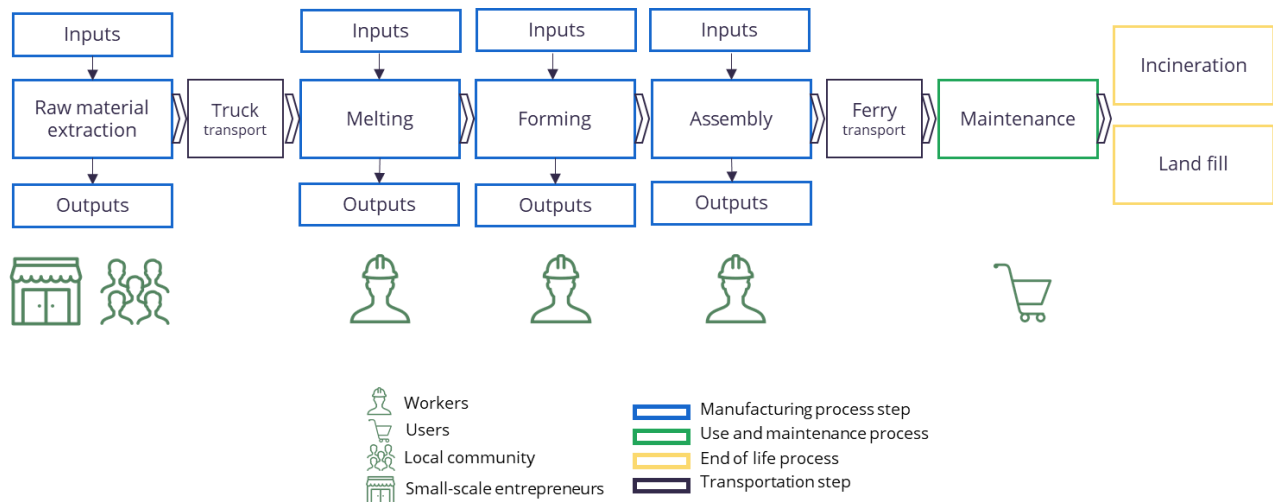 Inputs
Inputs
Inputs
Inputs
Raw material
extraction
Truck
transport
Melting
Forming
Assembly
Ferry
transport
Maintenance
Incineration
Land fill
Outputs
Outputs
Outputs
Outputs
Workers
Users
Local community
Small-scale entrepreneurs
Manufacturing process step
Use and maintenance process
End of life process
Transportation step